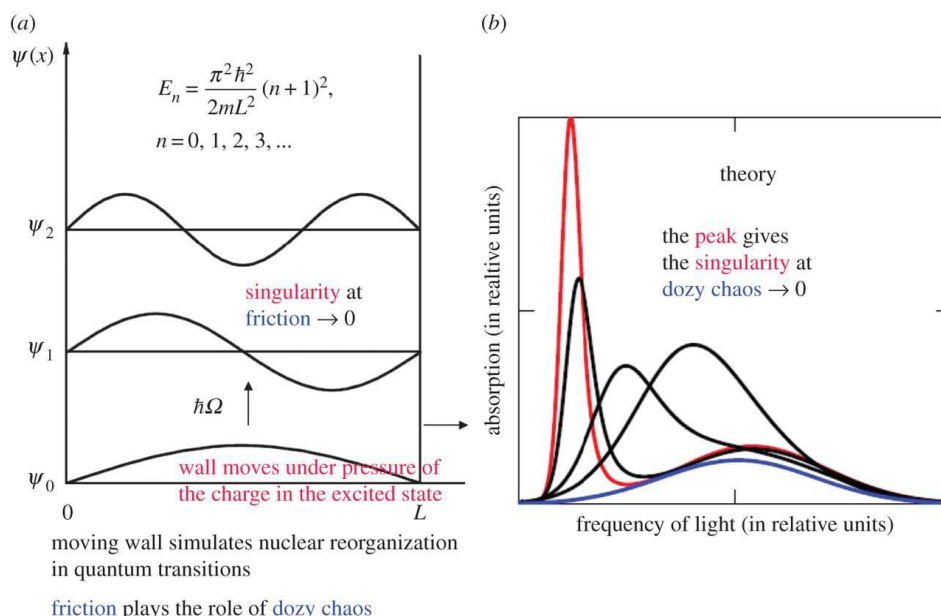 (a)
ψ(x)
E_n = π²ħ² / 2mL² (n + 1)²,
n = 0, 1, 2, 3, ...
ψ₂
singularity at
friction → 0
ψ₁
ħΩ
wall moves under pressure of
the charge in the excited state
ψ₀
0
L
moving wall simulates nuclear reorganization
in quantum transitions
friction plays the role of dozy chaos
(b)
theory
the peak gives
the singularity at
dozy chaos → 0
absorption (in realtive units)
frequency of light (in relative units)